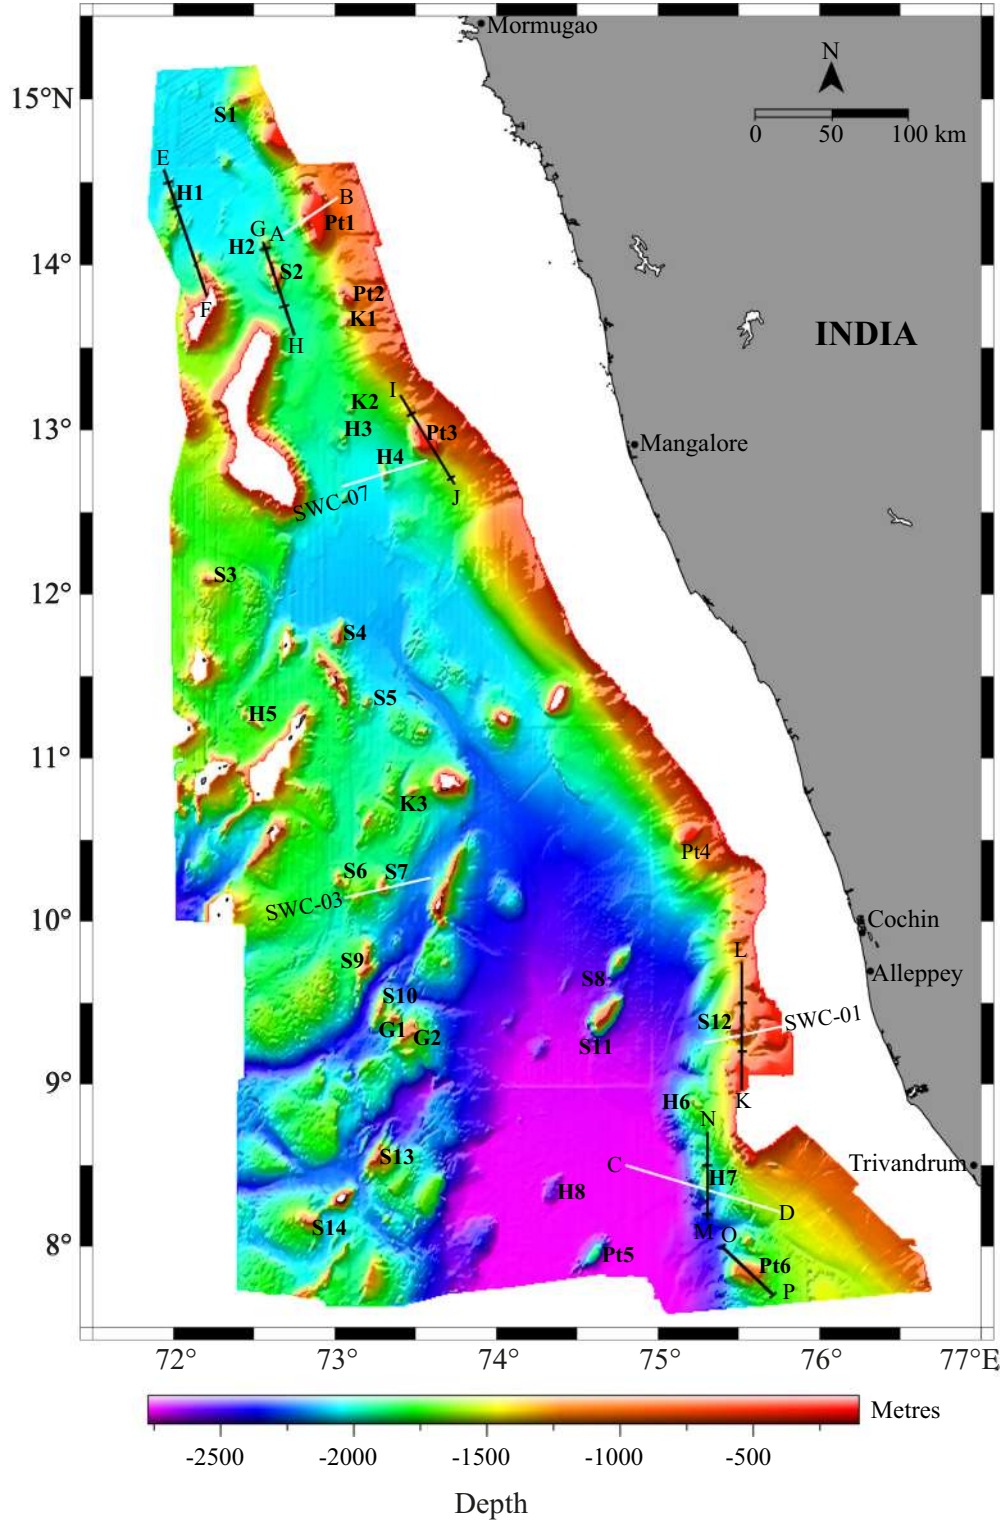 Mormugao
N
15°N
S1
0 50 100 km
E
H1
B
Pt1
G A
H2
14°
S2
Pt2
F
K1
INDIA
H
I
K2
H3
Pt3
13°
Mangalore
H4
SWC-07
J
S3
12°
S4
S5
H5
11°
K3
Pt4
S6
S7
SWC-03
10°
Cochin
L
S9
Alleppey
S8
S10
SWC-01
S12
G1
G2
S11
9°
K
H6
N
S13
C
Trivandrum
H7
H8
D
S14
M O
8°
Pt5
Pt6
P
72° 73° 74° 75° 76° 77°E
Metres
-2500 -2000 -1500 -1000 -500
Depth